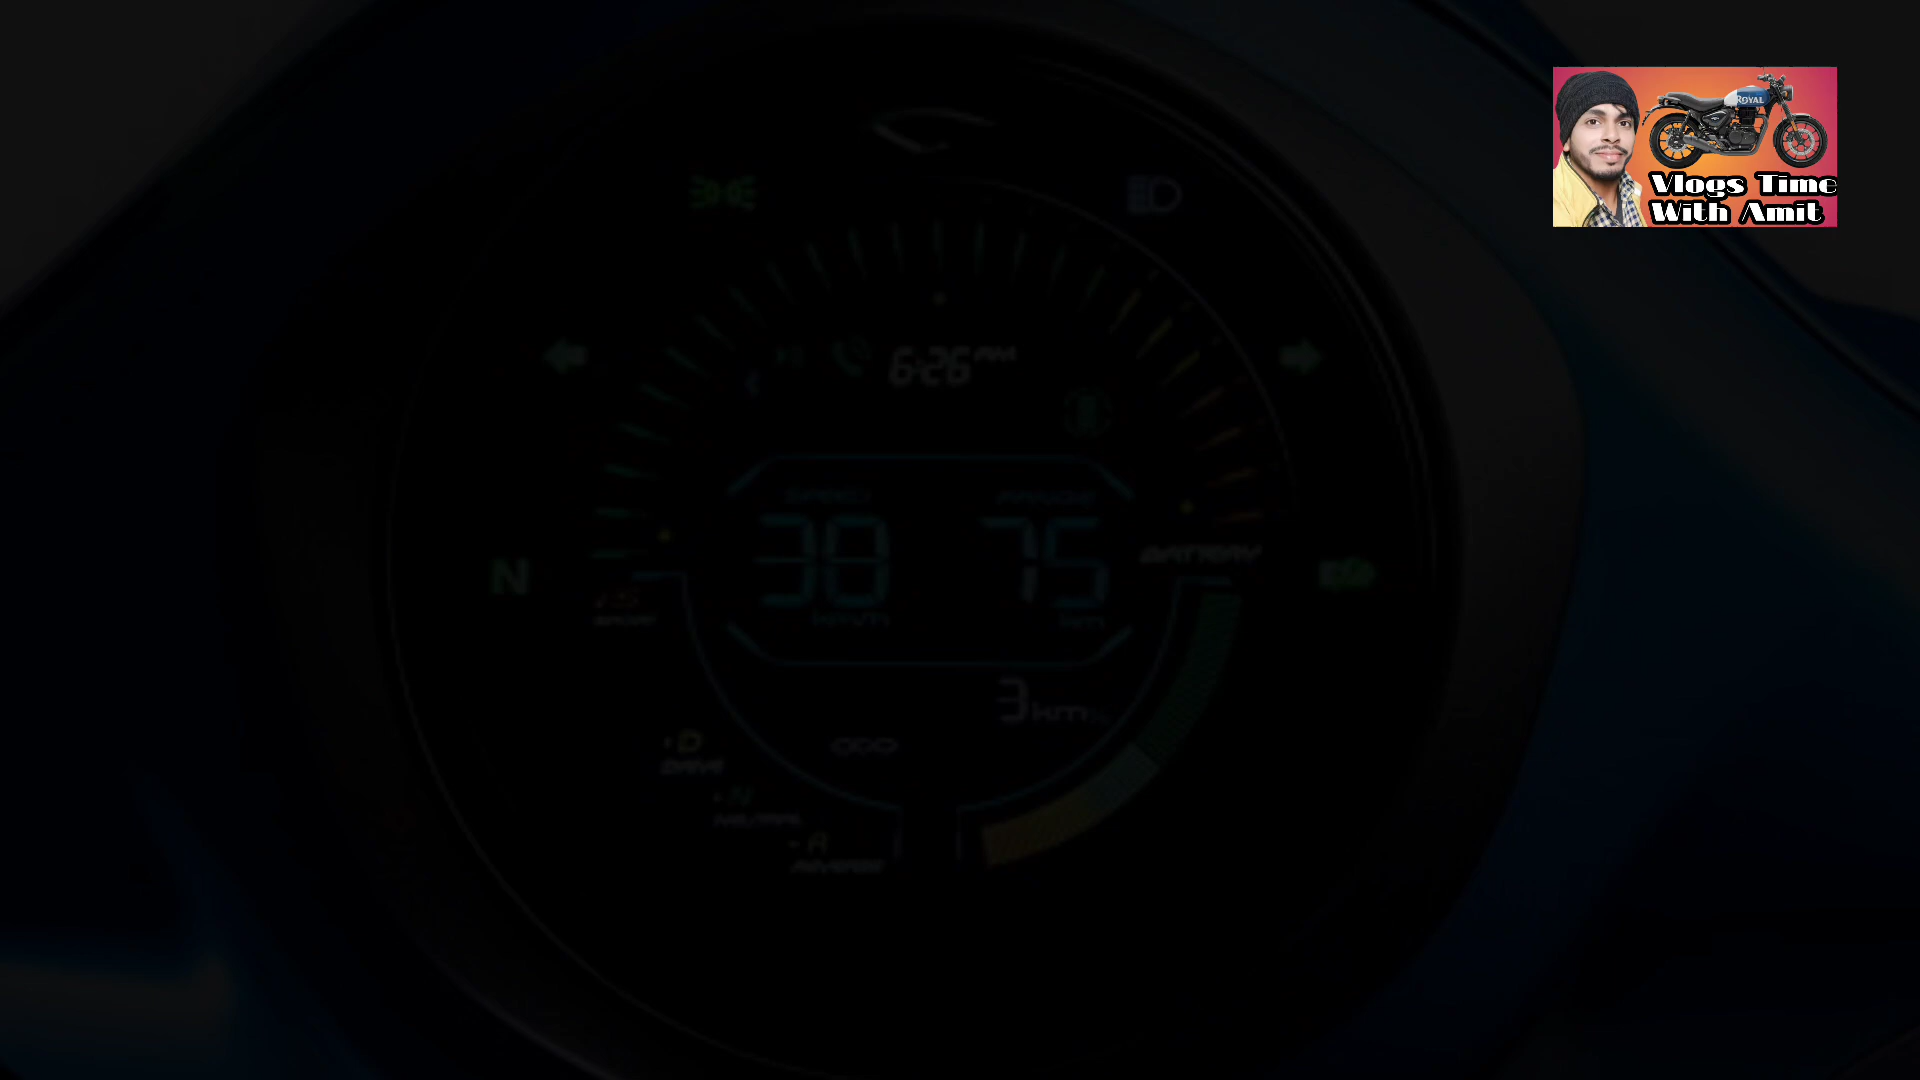 ROYAL
Vlogs Time
With Amit
6:26 AM
SPEED
RANGE
38
75
KM/H
KM
BATTERY
N
3 km
D
DRIVE
NEUTRAL
REVERSE